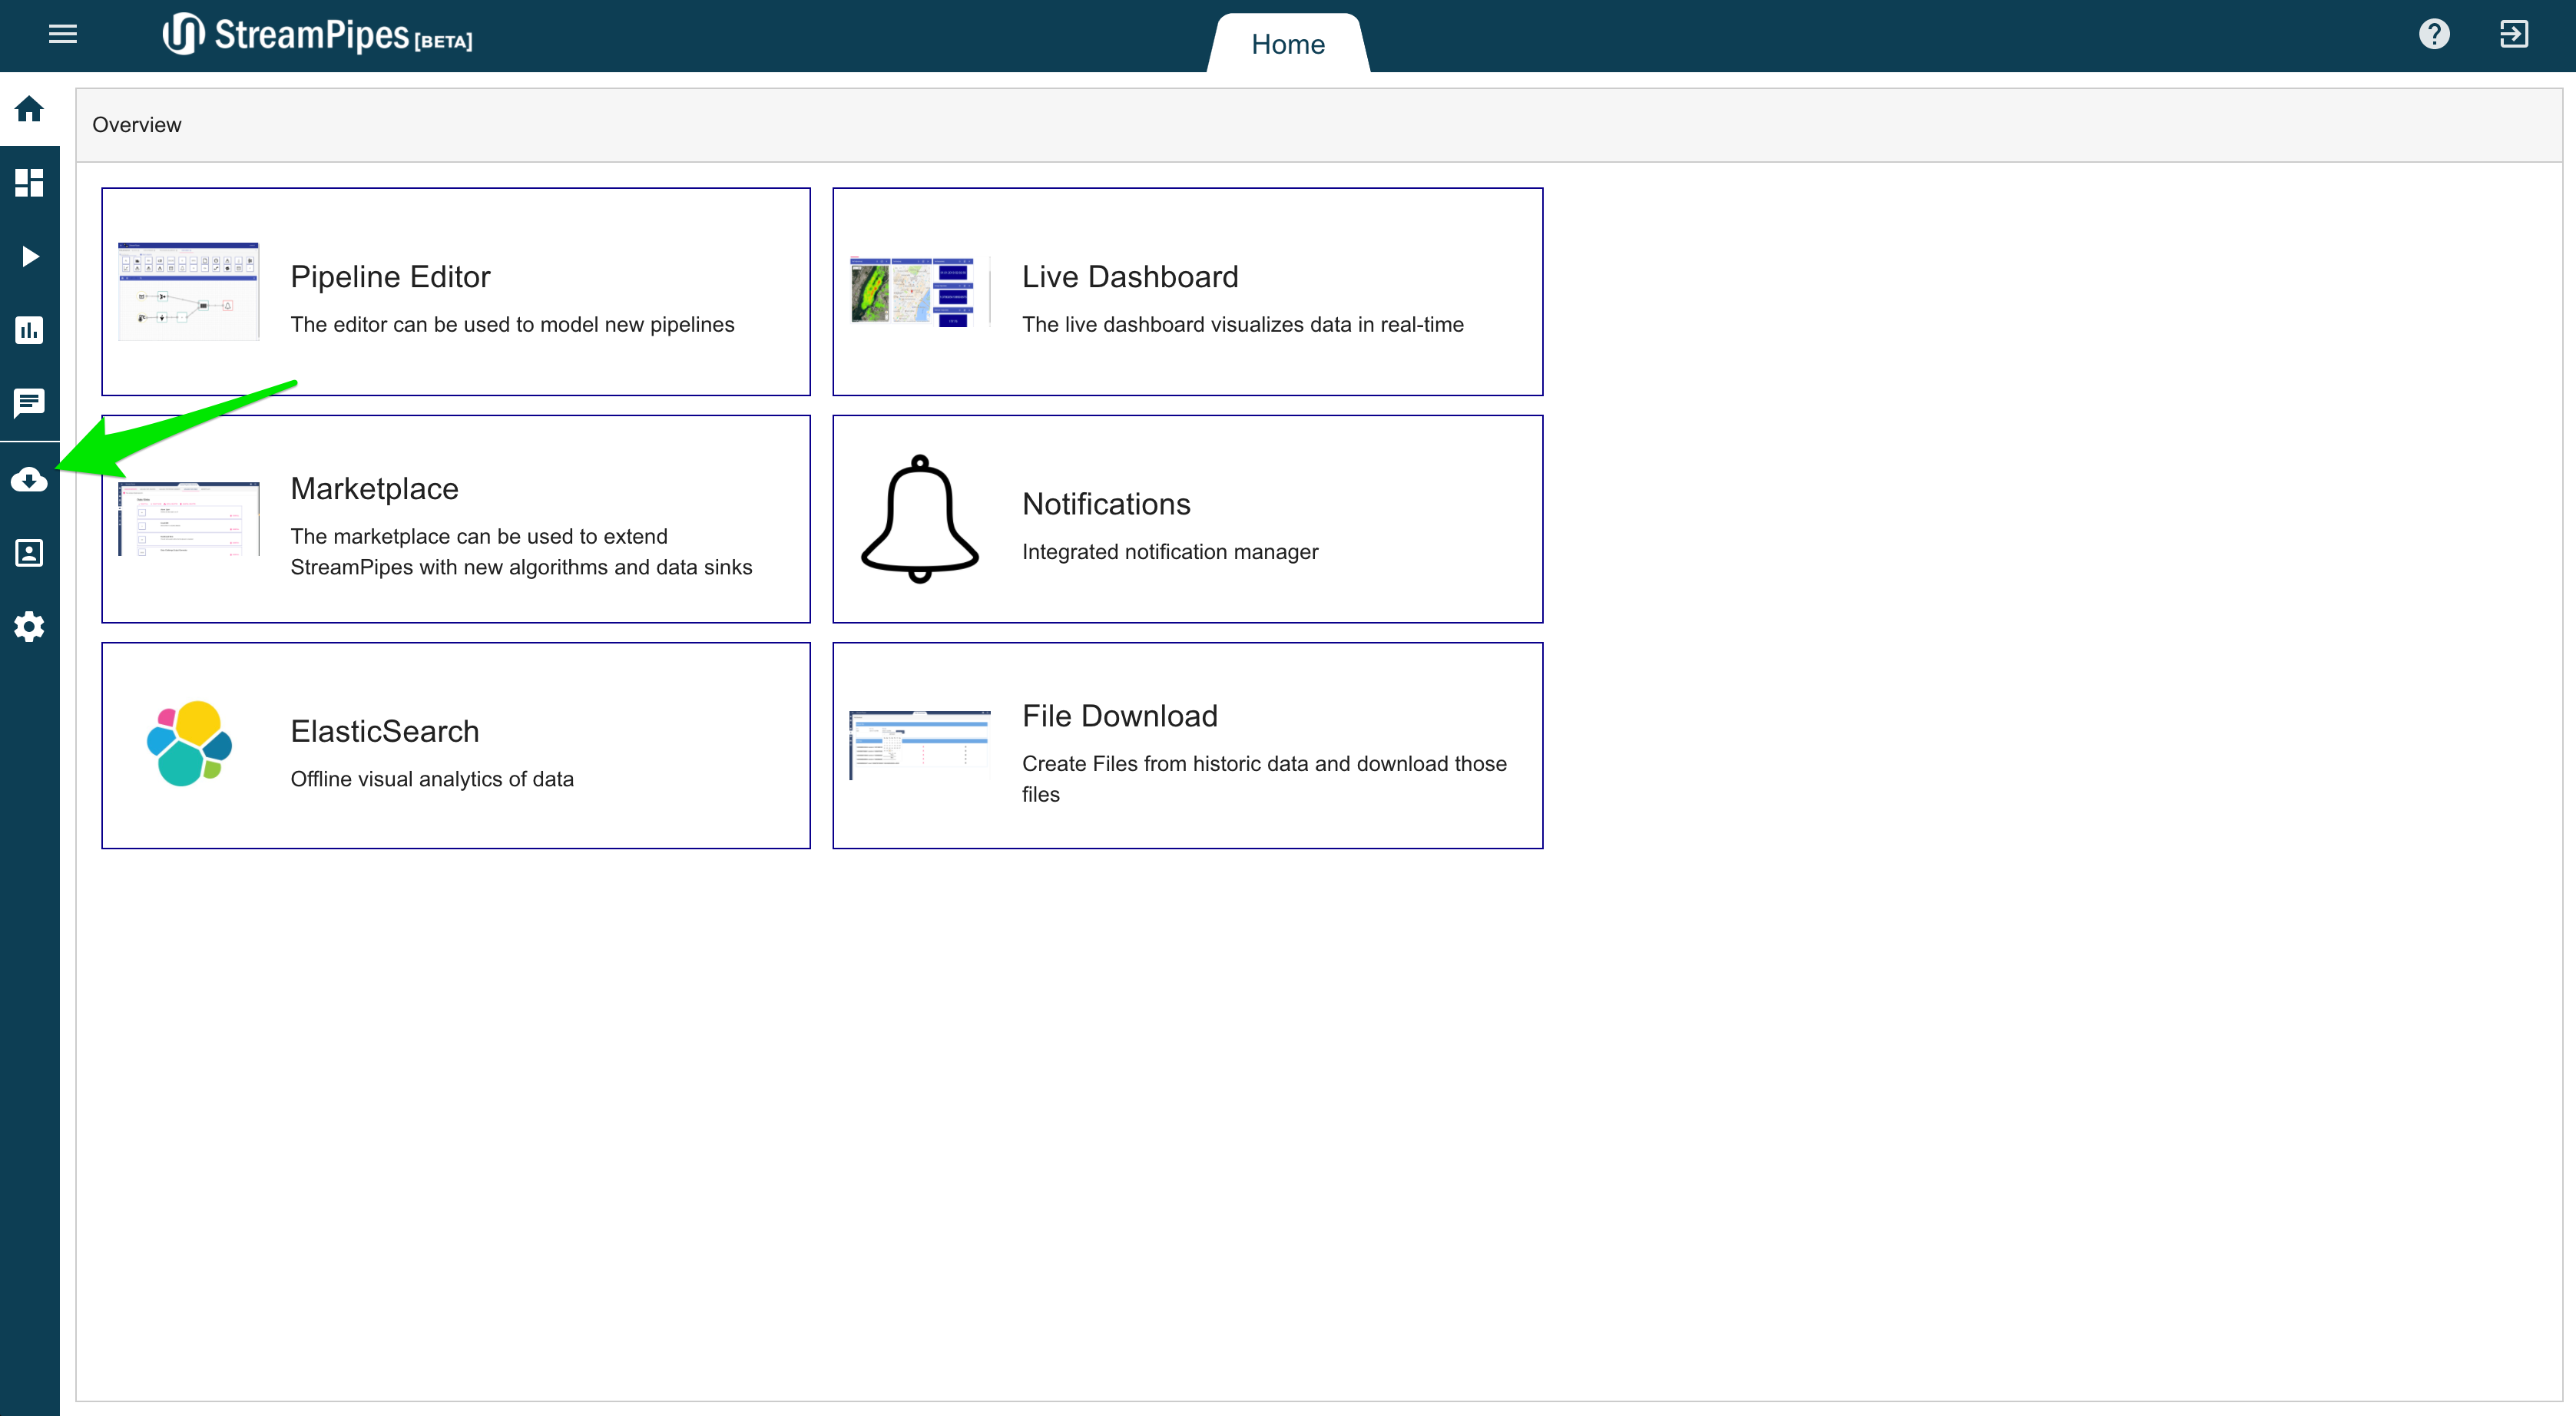 StreamPipes [BETA]
Home
Overview
Pipeline Editor
The editor can be used to model new pipelines
Live Dashboard
The live dashboard visualizes data in real-time
Marketplace
The marketplace can be used to extend
StreamPipes with new algorithms and data sinks
Notifications
Integrated notification manager
ElasticSearch
Offline visual analytics of data
File Download
Create Files from historic data and download those
files